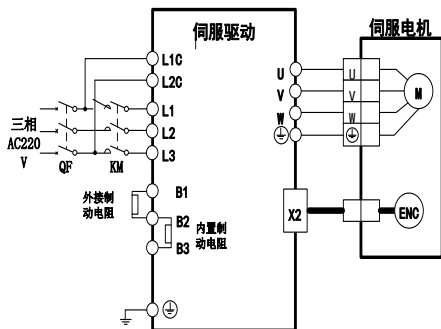 伺服驱动
伺服电机
L1C
L2C
L1
L2
L3
三相
AC220
V
QF
KM
U
V
W
U
V
W
M
外接制
动电阻
B1
B2
B3
内置制
动电阻
X2
ENC